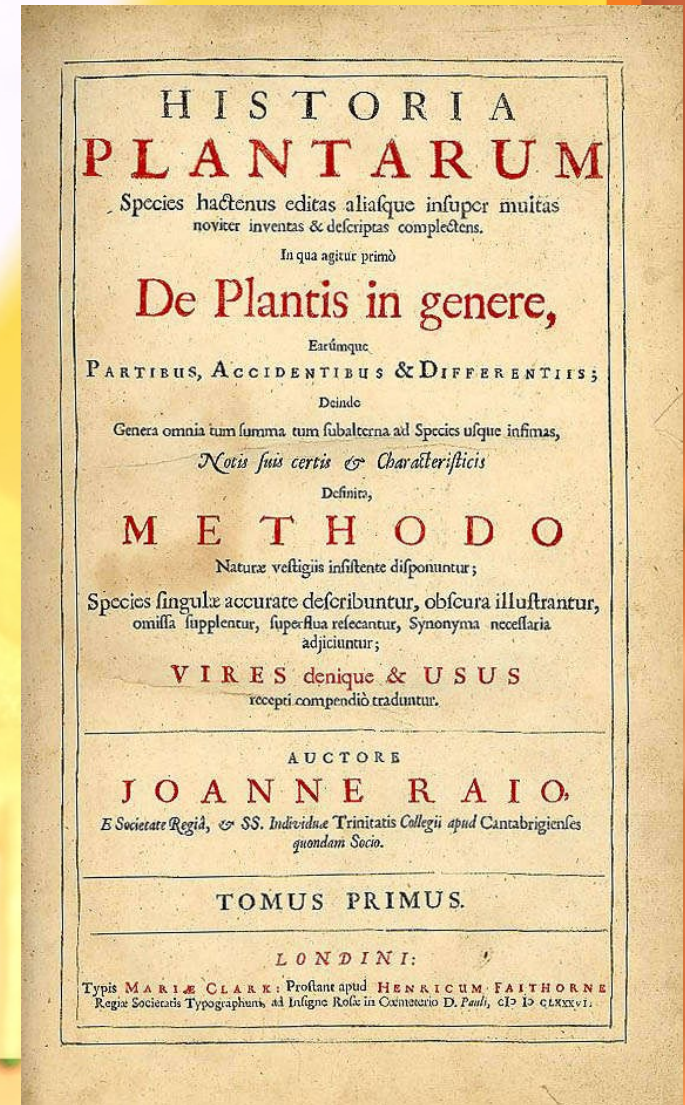 HISTORIA
PLANTARUM
Species hactenus editas aliaſque inſuper multas
noviter inventas & deſcriptas complectens.
In qua agitur primò
De Plantis in genere,
Earúmque
PARTIBUS, ACCIDENTIBUS & DIFFERENTIIS;
Deinde
Genera omnia tum ſumma tum ſubalterna ad Species uſque infimas,
Notis ſuis certis & Characteriſticis
Definita,
METHODO
Naturæ veſtigiis inſiſtente diſponuntur;
Species ſingulæ accurate deſcribuntur, obſcura illuſtrantur,
omiſſa ſupplentur, ſuperflua reſecantur, Synonyma neceſſaria
adjiciuntur;
VIRES denique & USUS
recepti compendiò traduntur.
AUCTORE
JOANNE RAIO,
E Societate Regiâ, & SS. Individuæ Trinitatis Collegii apud Cantabrigienſes
quondam Socio.
TOMUS PRIMUS.
LONDINI:
Typis MARIÆ CLARK: Proſtant apud HENRICUM FAITHORNE
Regiæ Societatis Typographum, ad Inſigne Roſæ in Cœmeterio D. Pauli, cIↄ Iↄ CLXXXVI.